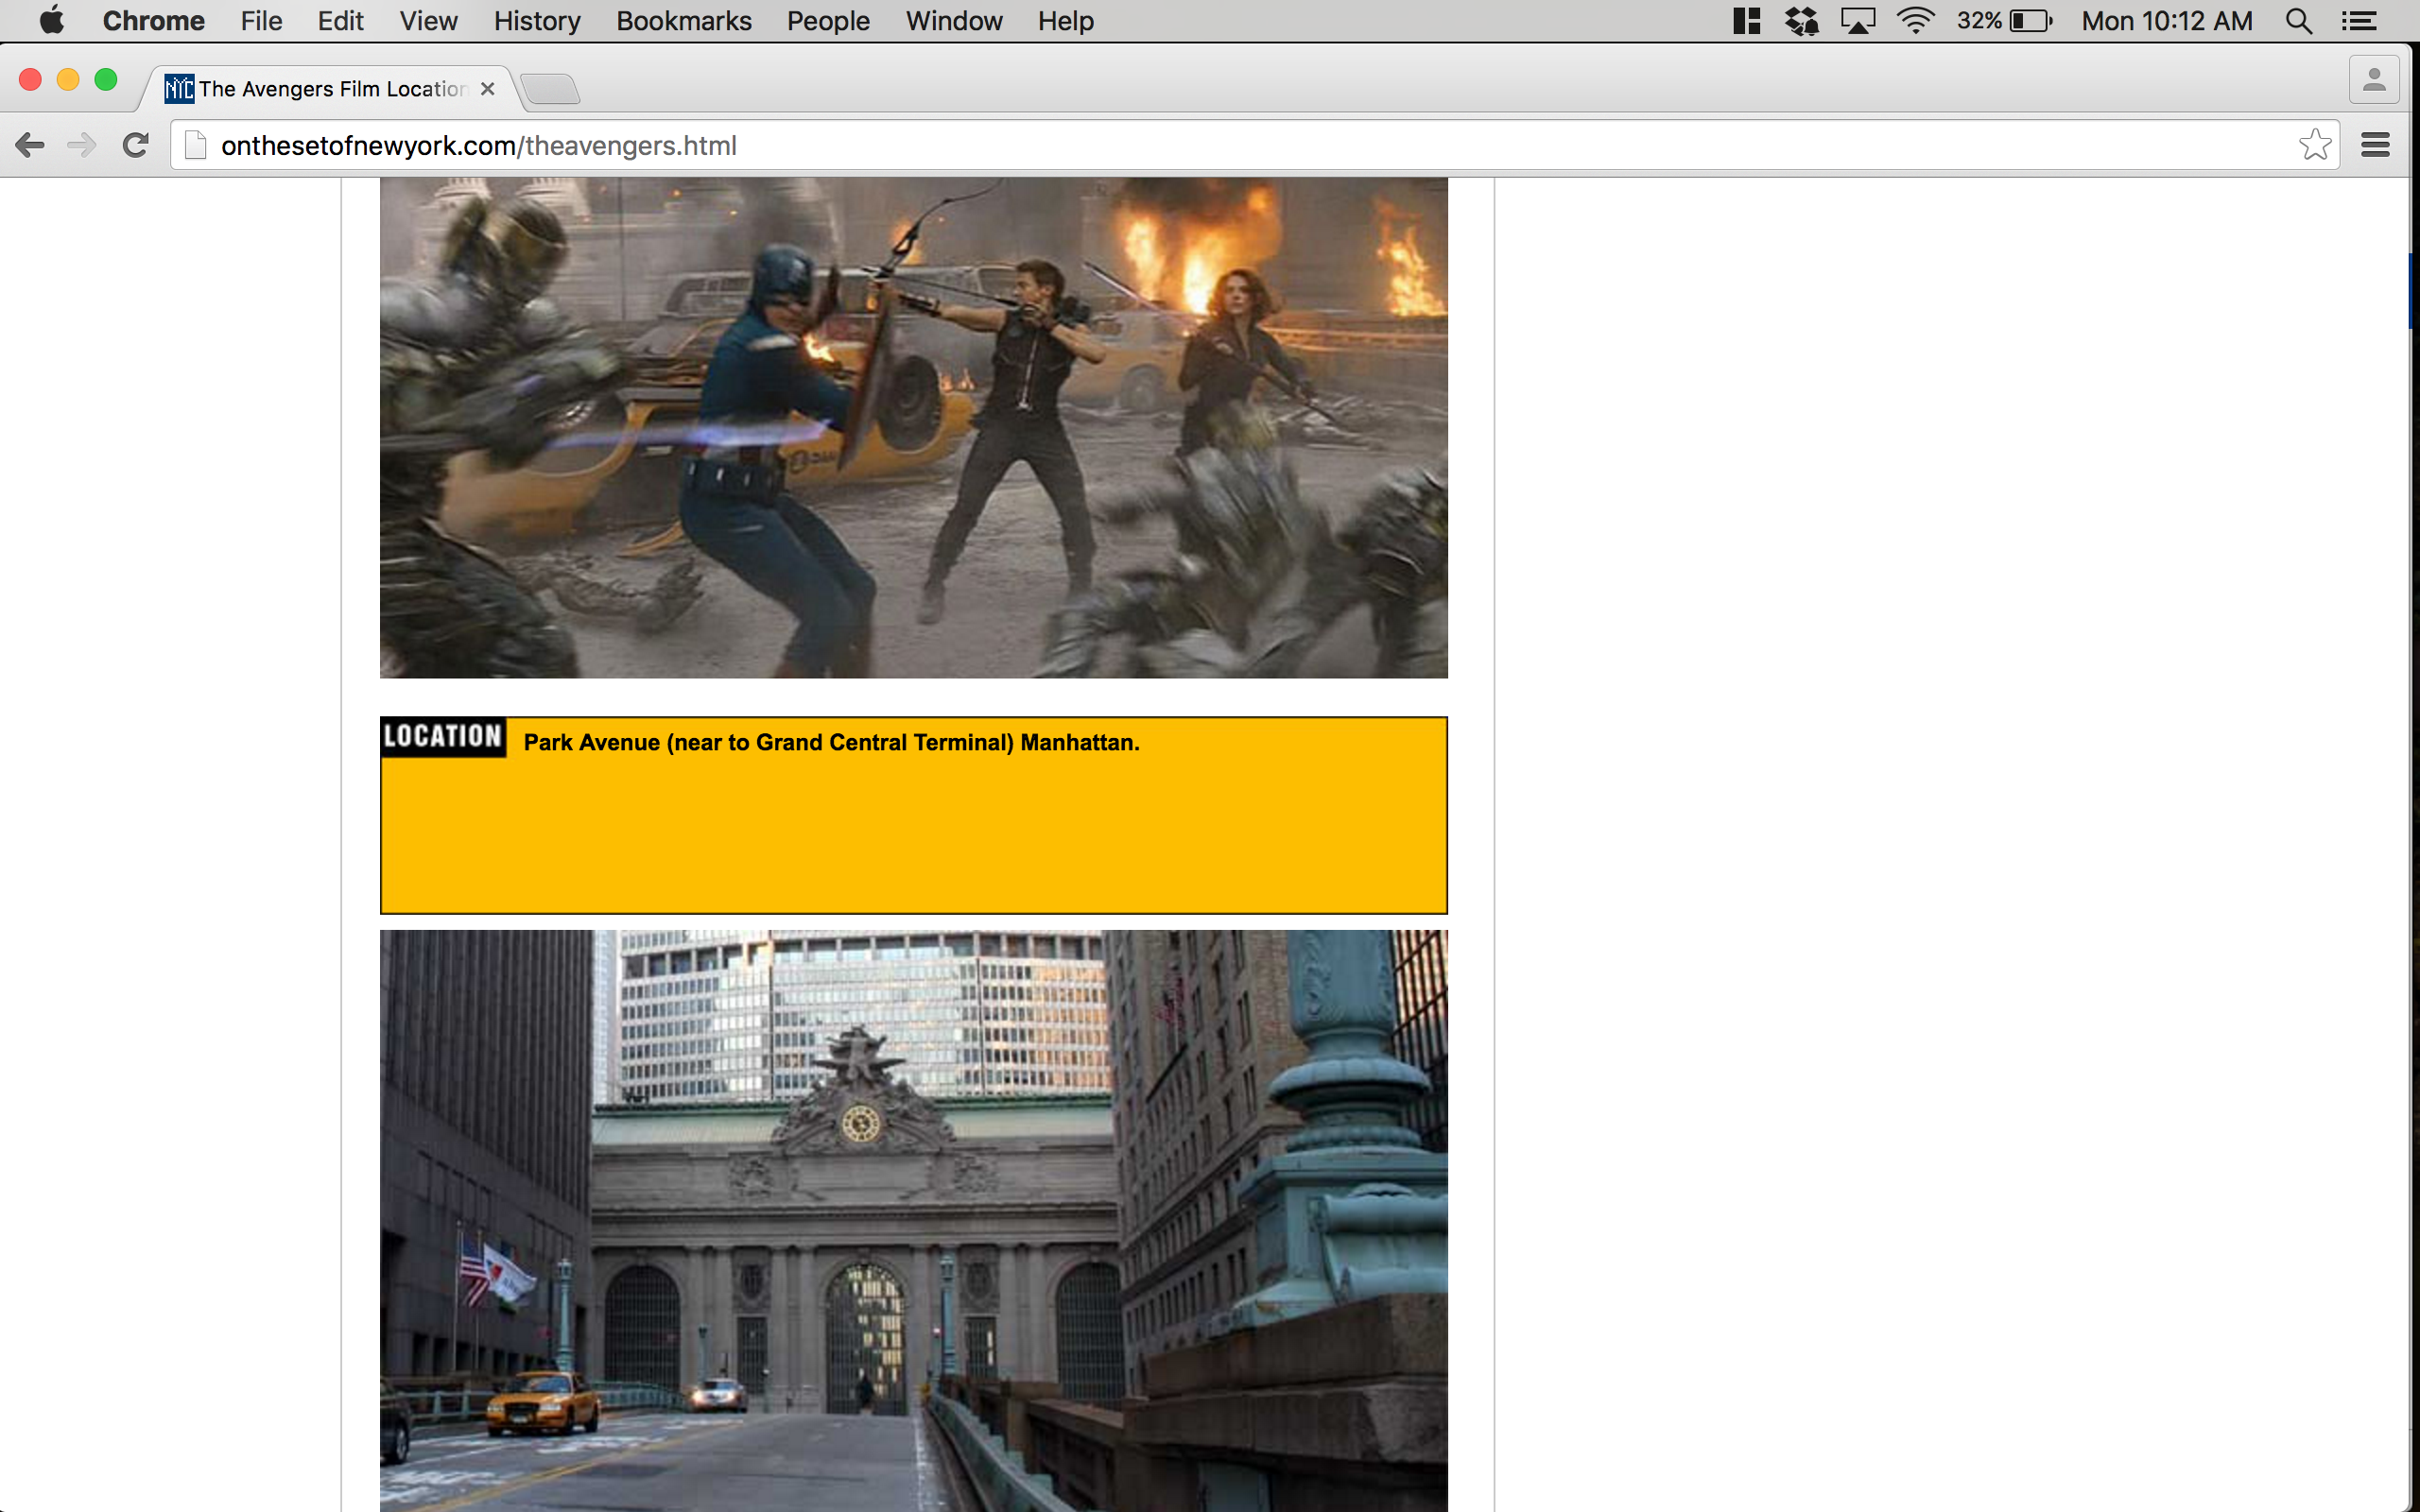 Chrome File Edit View History Bookmarks People Window Help 32% Mon 10:12 AM
NYC The Avengers Film Location
onthesetofnewyork.com/theavengers.html
LOCATION Park Avenue (near to Grand Central Terminal) Manhattan.